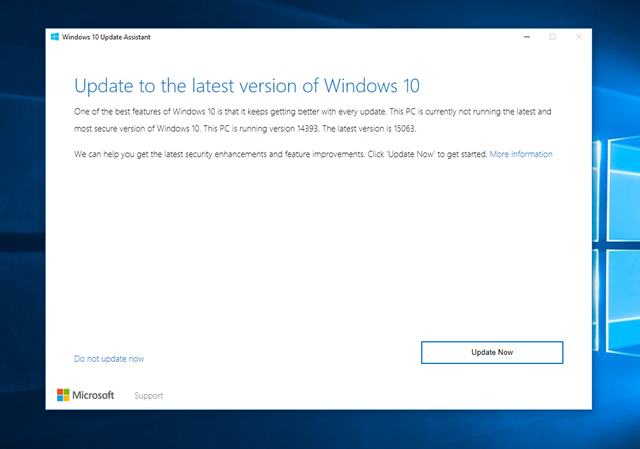 Windows 10 Update Assistant
Update to the latest version of Windows 10
One of the best features of Windows 10 is that it keeps getting better with every update. This PC is currently not running the latest and
most secure version of Windows 10. This PC is running version 14393. The latest version is 15063.
We can help you get the latest security enhancements and feature improvements. Click 'Update Now' to get started. More Information
Do not update now
Update Now
Microsoft
Support